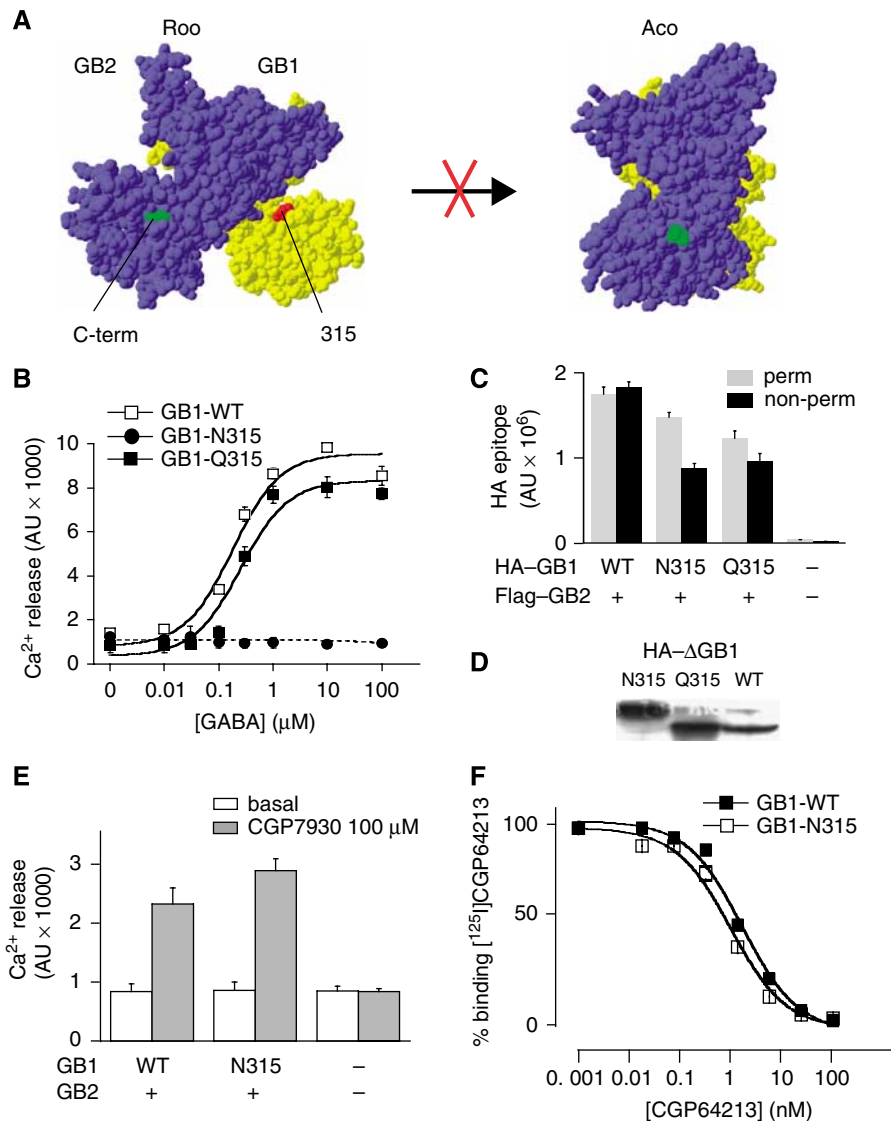 A
Roo
Aco
GB2
GB1
C-term
315
B
GB1-WT
GB1-N315
GB1-Q315
Ca2+ release (AU × 1000)
10
8
6
4
2
0
0
0.01
0.1
1
10
100
[GABA] (µM)
C
perm
non-perm
HA epitope
(AU × 10^6)
2
1
0
HA–GB1 WT N315 Q315 –
Flag–GB2 + + + –
D
HA–ΔGB1
N315 Q315 WT
E
basal
CGP7930 100 µM
Ca2+ release
(AU × 1000)
3
2
1
0
GB1 WT N315 –
GB2 + + –
F
GB1-WT
GB1-N315
% binding [125I]CGP64213
100
50
0
0. 001 0.01 0.1 1 10 100
[CGP64213] (nM)